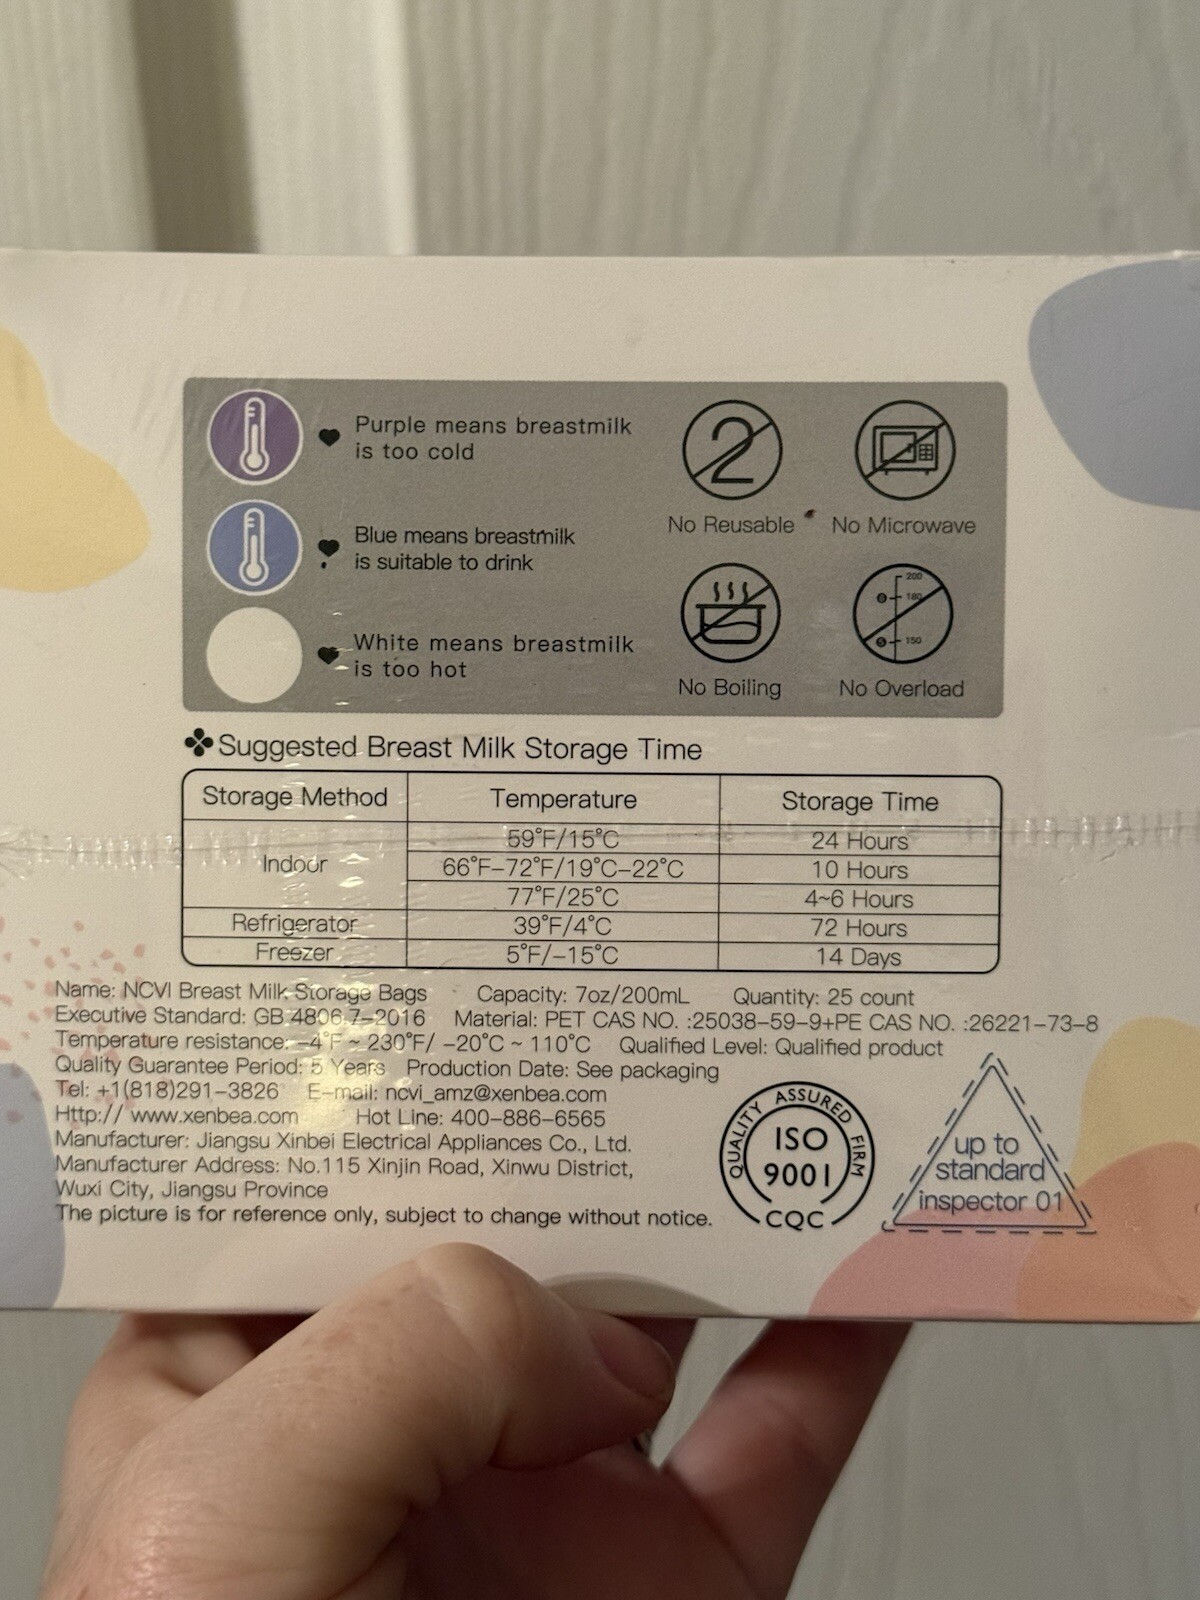 Purple means breastmilk
is too cold
Blue means breastmilk
is suitable to drink
White means breastmilk
is too hot
2
No Reusable
No Microwave
No Boiling
200
6 180
5 150
No Overload
Suggested Breast Milk Storage Time
Storage Method Temperature Storage Time
Indoor
59°F/15°C 24 Hours
66°F–72°F/19°C–22°C 10 Hours
77°F/25°C 4~6 Hours
Refrigerator 39°F/4°C 72 Hours
Freezer 5°F/–15°C 14 Days
Name: NCVI Breast Milk Storage Bags Capacity: 7oz/200mL Quantity: 25 count
Executive Standard: GB 4806.7–2016 Material: PET CAS NO. :25038–59–9+PE CAS NO. :26221–73–8
Temperature resistance: –4°F ~ 230°F/ –20°C ~ 110°C Qualified Level: Qualified product
Quality Guarantee Period: 5 Years Production Date: See packaging
Tel: +1(818)291–3826 E–mail: ncvi_amz@xenbea.com
Http:// www.xenbea.com Hot Line: 400–886–6565
Manufacturer: Jiangsu Xinbei Electrical Appliances Co., Ltd.
Manufacturer Address: No.115 Xinjin Road, Xinwu District,
Wuxi City, Jiangsu Province
The picture is for reference only, subject to change without notice.
QUALITY ASSURED FIRM
ISO
9001
CQC
up to
standard
inspector 01